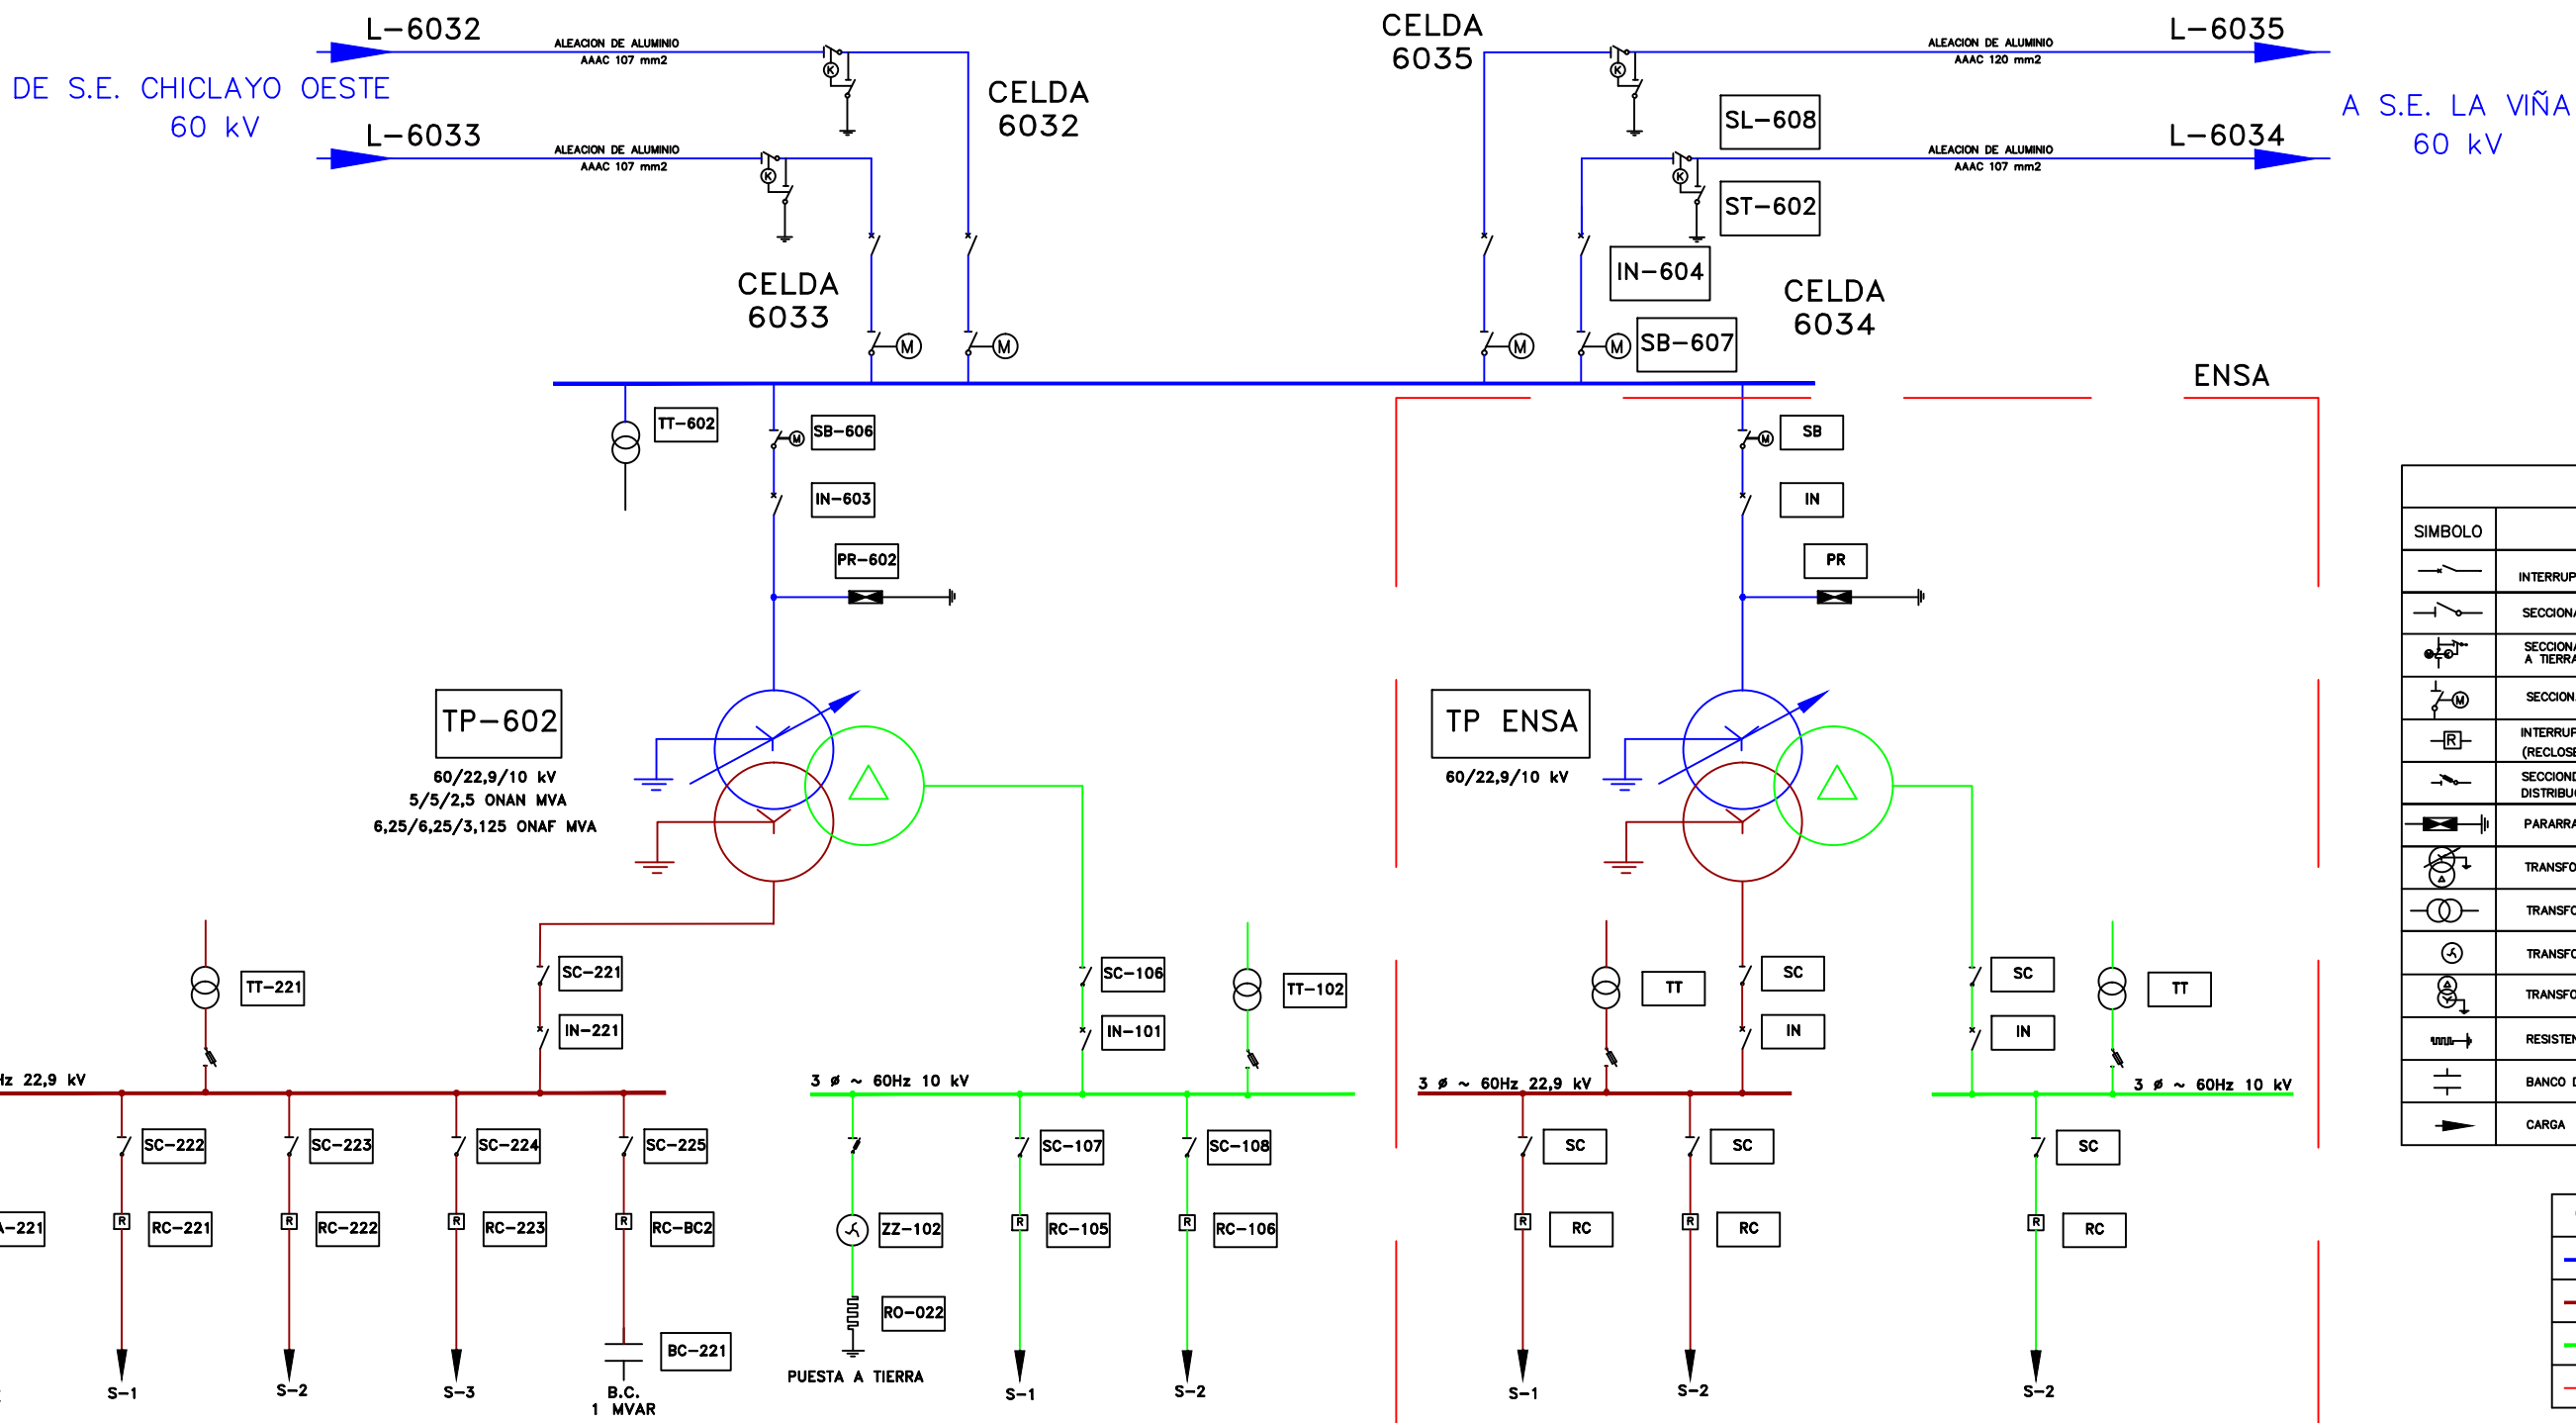 L-6032
ALEACION DE ALUMINIO
AAAC 107 mm2
DE S.E. CHICLAYO OESTE
60 kV
L-6033
ALEACION DE ALUMINIO
AAAC 107 mm2
K
K
CELDA
6032
CELDA
6033
M
M
CELDA
6035
K
ALEACION DE ALUMINIO
AAAC 120 mm2
L-6035
SL-608
K
ALEACION DE ALUMINIO
AAAC 107 mm2
L-6034
A S.E. LA VIÑA
60 kV
ST-602
IN-604
CELDA
6034
M
M
SB-607
ENSA
TT-602
M
SB-606
IN-603
PR-602
M
SB
IN
PR
TP-602
60/22,9/10 kV
5/5/2,5 ONAN MVA
6,25/6,25/3,125 ONAF MVA
TP ENSA
60/22,9/10 kV
TT-221
SC-221
IN-221
SC-106
IN-101
TT-102
TT
SC
IN
SC
IN
TT
Hz 22,9 kV
3 Ø ~ 60Hz 10 kV
3 Ø ~ 60Hz 22,9 kV
3 Ø ~ 60Hz 10 kV
SC-222
SC-223
SC-224
SC-225
SC-107
SC-108
SC
SC
SC
A-221
R
RC-221
R
RC-222
R
RC-223
R
RC-BC2
ZZ-102
R
RC-105
R
RC-106
R
RC
R
RC
R
RC
RO-022
BC-221
PUESTA A TIERRA
S-1
S-2
S-3
B.C.
1 MVAR
S-1
S-2
S-1
S-2
S-2
SIMBOLO
INTERRUP
SECCIONA
SECCIONA
A TIERRA
M
SECCION
R
INTERRUP
(RECLOSE
SECCIOND
DISTRIBUC
PARARRA
TRANSFO
TRANSFO
TRANSFO
TRANSFO
RESISTEN
BANCO D
CARGA